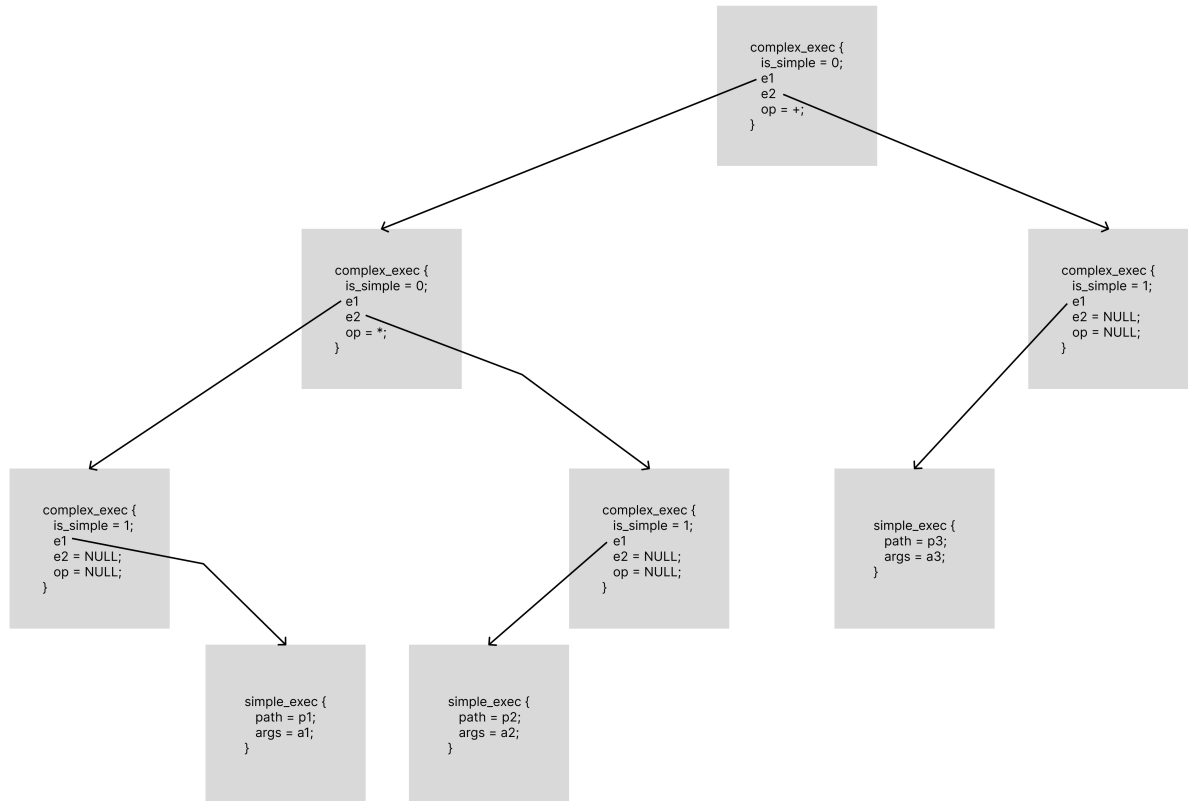 complex_exec {
is_simple = 0;
e1
e2
op = +;
}
complex_exec {
is_simple = 0;
e1
e2
op = *;
}
complex_exec {
is_simple = 1;
e1
e2 = NULL;
op = NULL;
}
complex_exec {
is_simple = 1;
e1
e2 = NULL;
op = NULL;
}
complex_exec {
is_simple = 1;
e1
e2 = NULL;
op = NULL;
}
simple_exec {
path = p3;
args = a3;
}
simple_exec {
path = p1;
args = a1;
}
simple_exec {
path = p2;
args = a2;
}